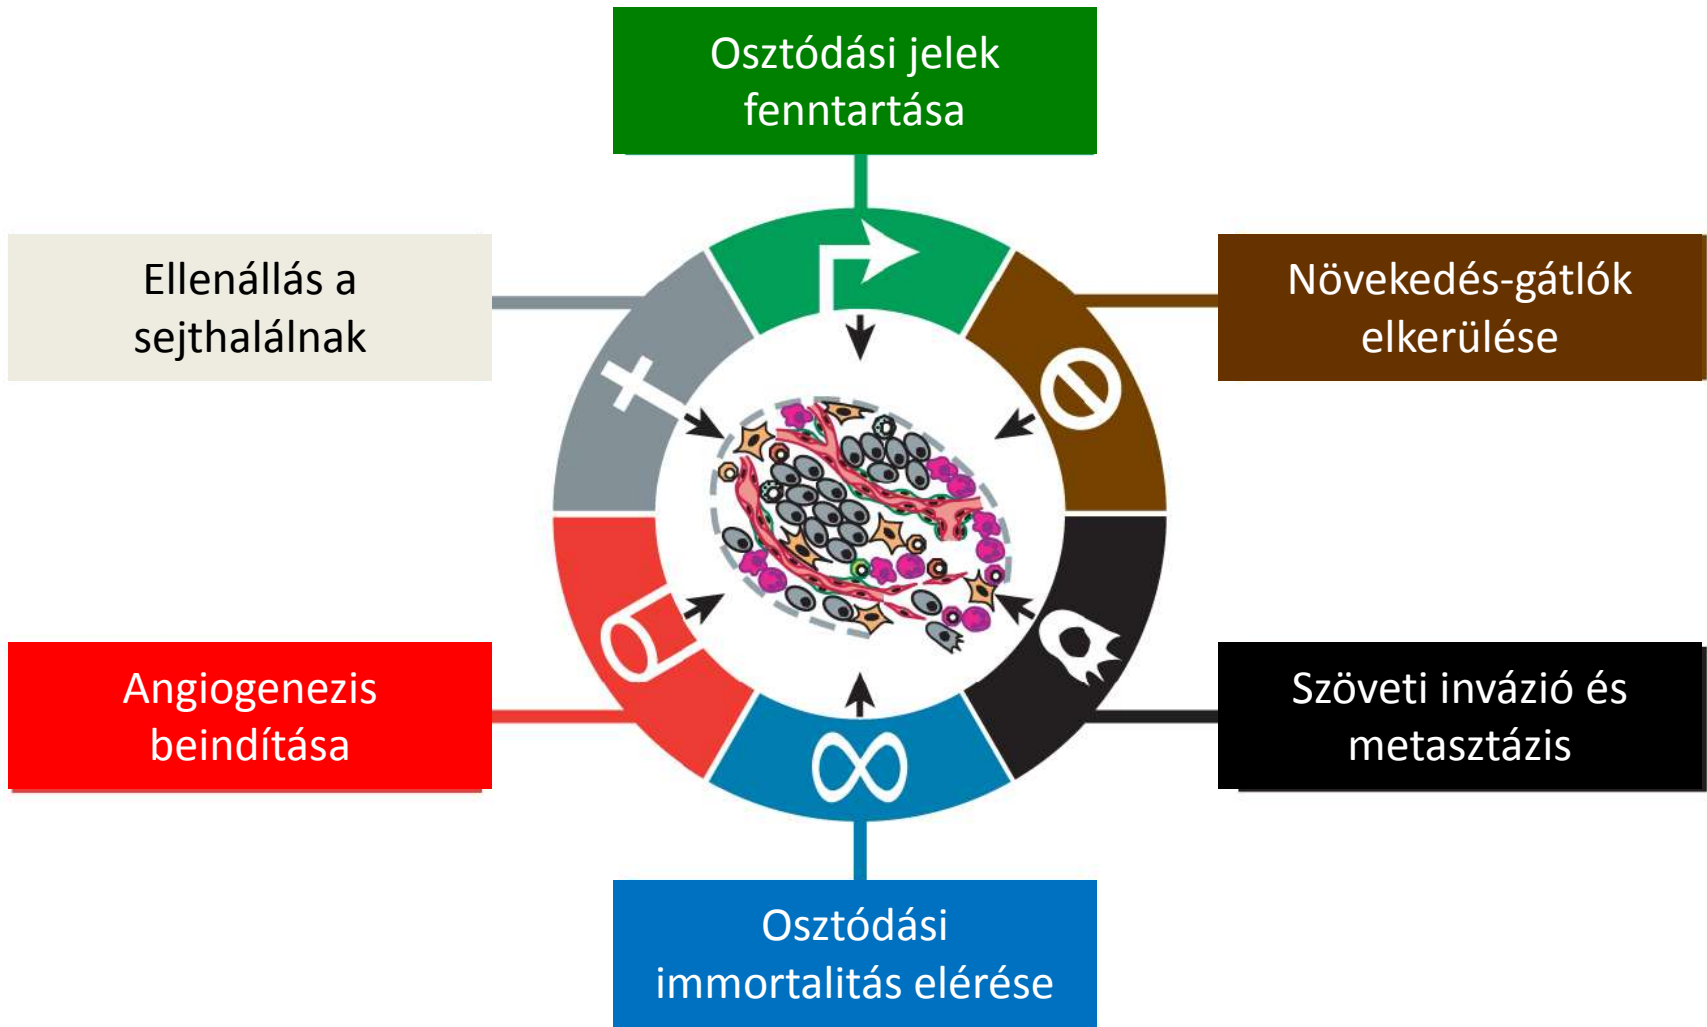 Osztódási jelek
fenntartása
Ellenállás a
sejthalálnak
Növekedés-gátlók
elkerülése
Angiogenezis
beindítása
Szöveti invázió és
metasztázis
Osztódási
immortalitás elérése